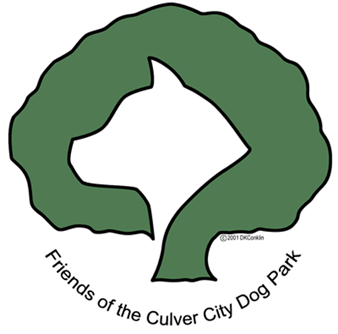 ©2001 DKConklin
Friends of the Culver City Dog Park